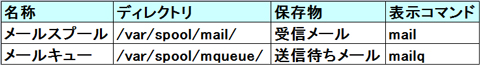 名称 ディレクトリ 保存物 表示コマンド
メールスプール /var/spool/mail/ 受信メール mail
メールキュー /var/spool/mqueue/ 送信待ちメール mailq